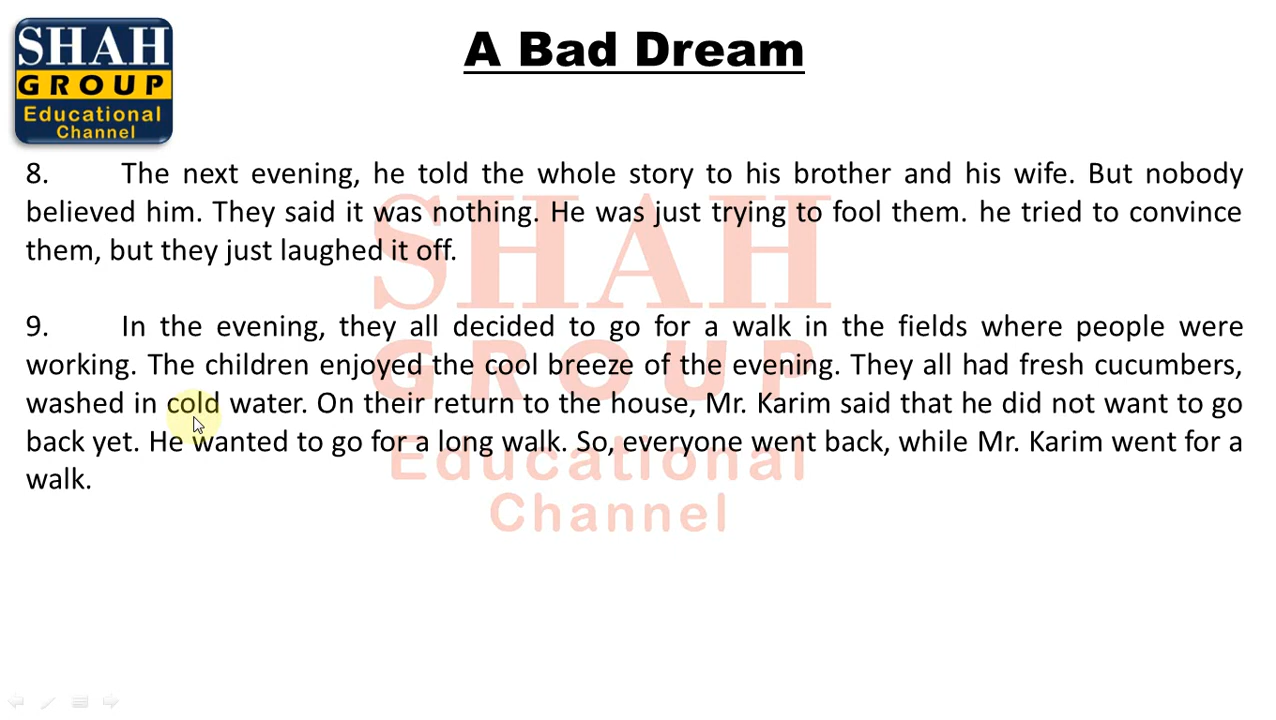 SHAH
GROUP
Educational
Channel
A Bad Dream
8. The next evening, he told the whole story to his brother and his wife. But nobody
believed him. They said it was nothing. He was just trying to fool them. he tried to convince
them, but they just laughed it off.
9. In the evening, they all decided to go for a walk in the fields where people were
working. The children enjoyed the cool breeze of the evening. They all had fresh cucumbers,
washed in cold water. On their return to the house, Mr. Karim said that he did not want to go
back yet. He wanted to go for a long walk. So, everyone went back, while Mr. Karim went for a
walk.
SHAH
GROUP
Educational
Channel